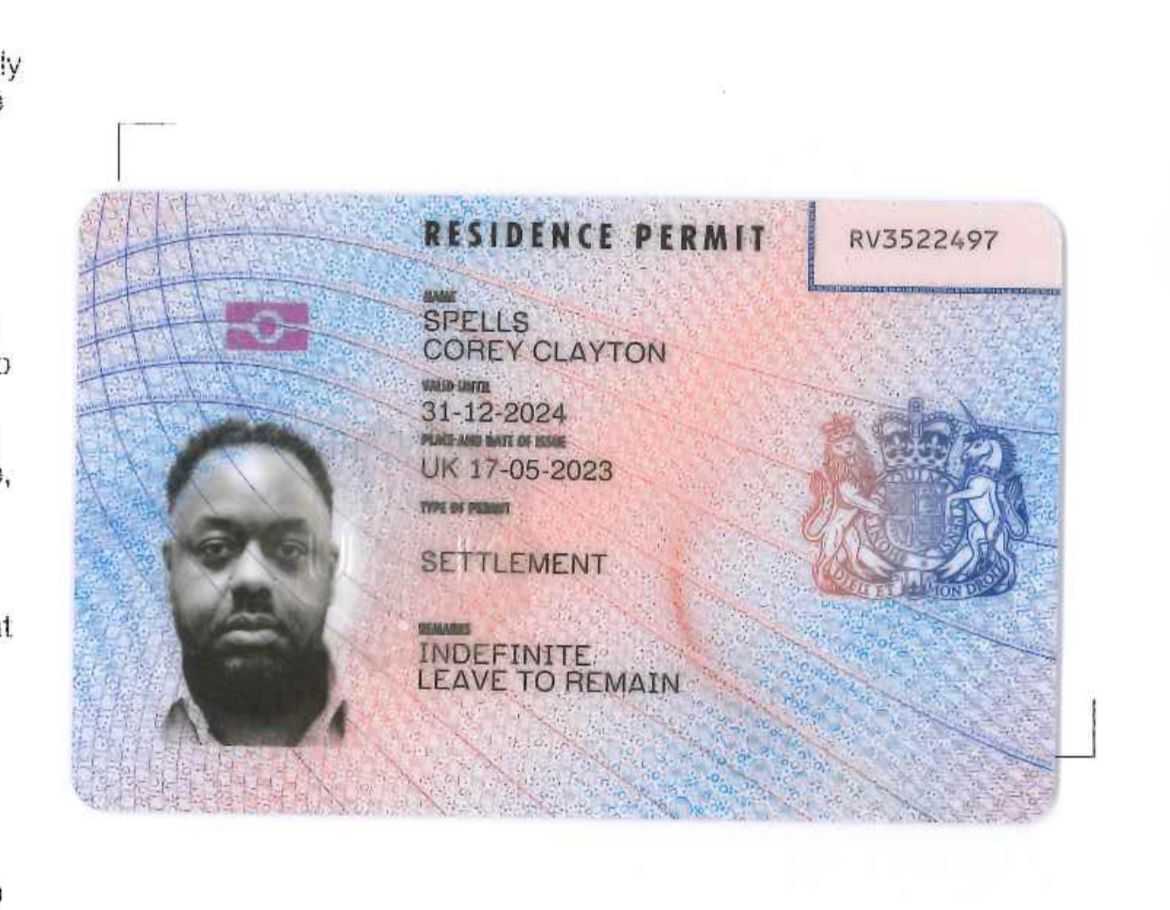 ly
RESIDENCE PERMIT
RV3522497
NAME
SPELLS
COREY CLAYTON
VALID UNTIL
31-12-2024
PLACE AND DATE OF ISSUE
UK 17-05-2023
TYPE OF PERMIT
SETTLEMENT
REMARKS
INDEFINITE
LEAVE TO REMAIN
DIEU ET MON DROIT